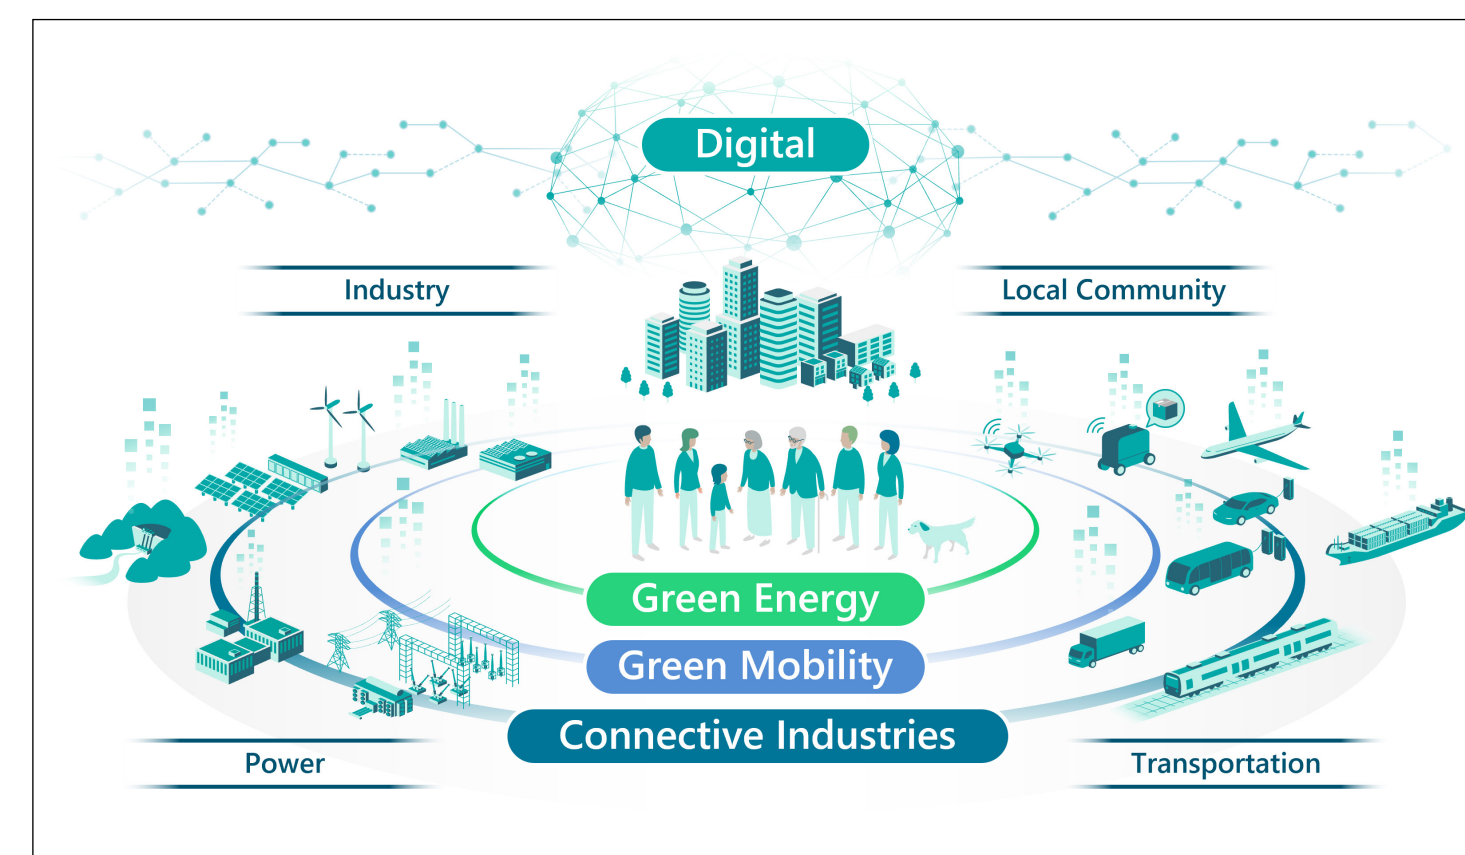 Digital
Industry
Local Community
Green Energy
Green Mobility
Connective Industries
Power
Transportation